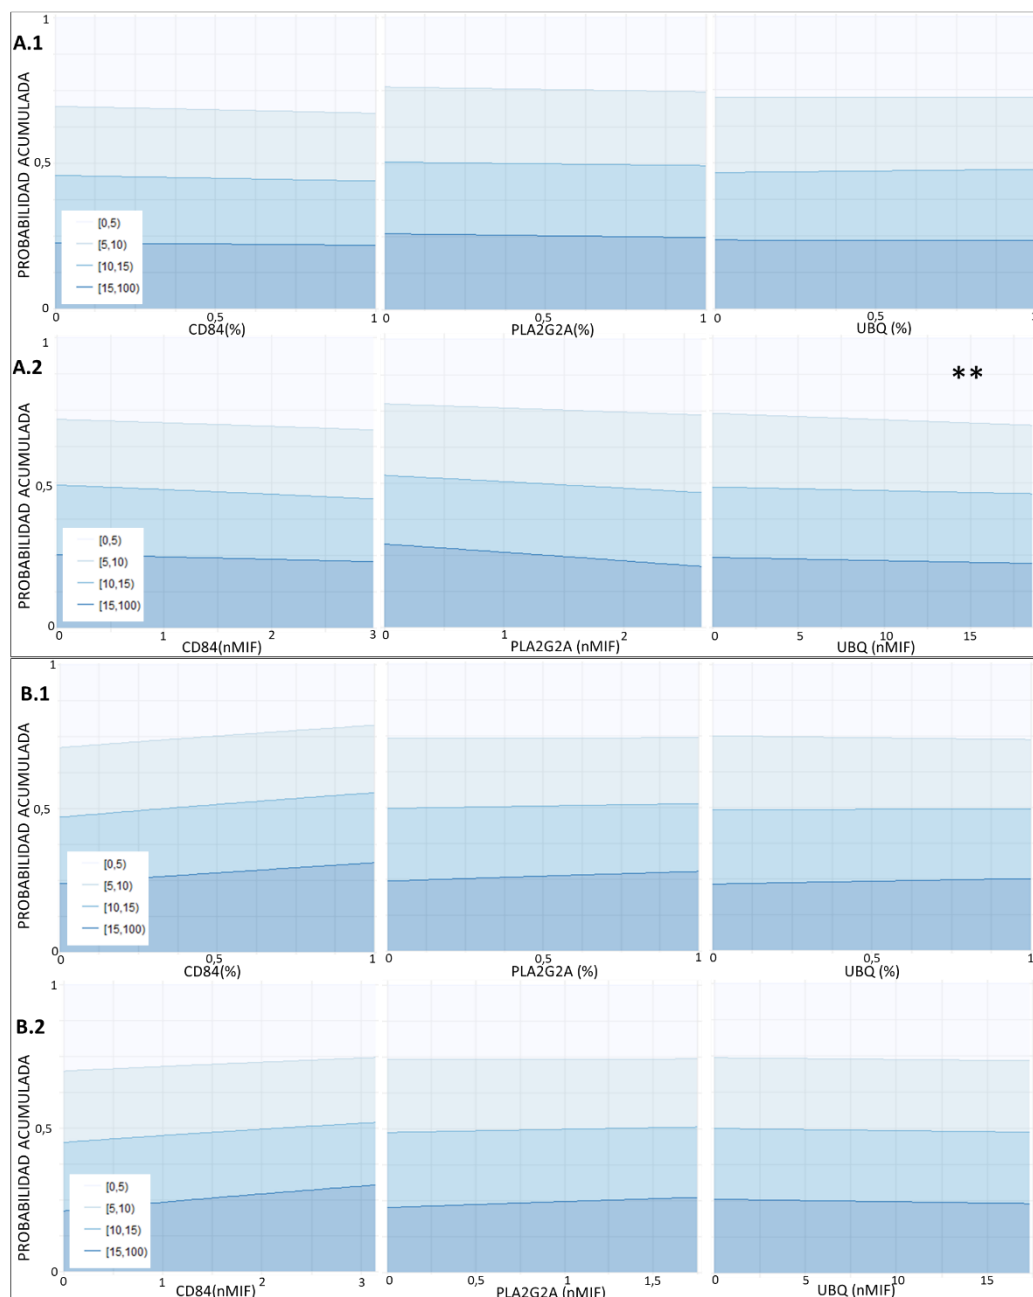 A.1
PROBABILIDAD ACUMULADA
1
0,5
0
[0,5)
[5,10)
[10,15)
[15,100)
0 0,5 1
CD84(%)
0 0,5 1
PLA2G2A(%)
0 0,5
UBQ (%)
A.2
PROBABILIDAD ACUMULADA
1
0,5
0
**
[0,5)
[5,10)
[10,15)
[15,100)
0 1 2 3
CD84(nMIF)
0 1 2
PLA2G2A (nMIF)
0 5 10 15
UBQ (nMIF)
B.1
PROBABILIDAD ACUMULADA
1
0,5
0
[0,5)
[5,10)
[10,15)
[15,100)
0 0,5 1
CD84(%)
0 0,5 1
PLA2G2A (%)
0 0,5 1
UBQ (%)
B.2
PROBABILIDAD ACUMULADA
1
0,5
0
[0,5)
[5,10)
[10,15)
[15,100)
0 1 2 3
CD84(nMIF)
0 0,5 1 1,5
PLA2G2A (nMIF)
0 5 10 15
UBQ (nMIF)